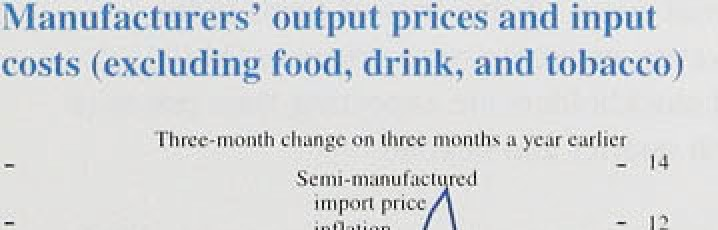 Manufacturers’ output prices and input
costs (excluding food, drink, and tobacco)
Three-month change on three months a year earlier
– – 14
Semi-manufactured
import price
– – 12
inflation